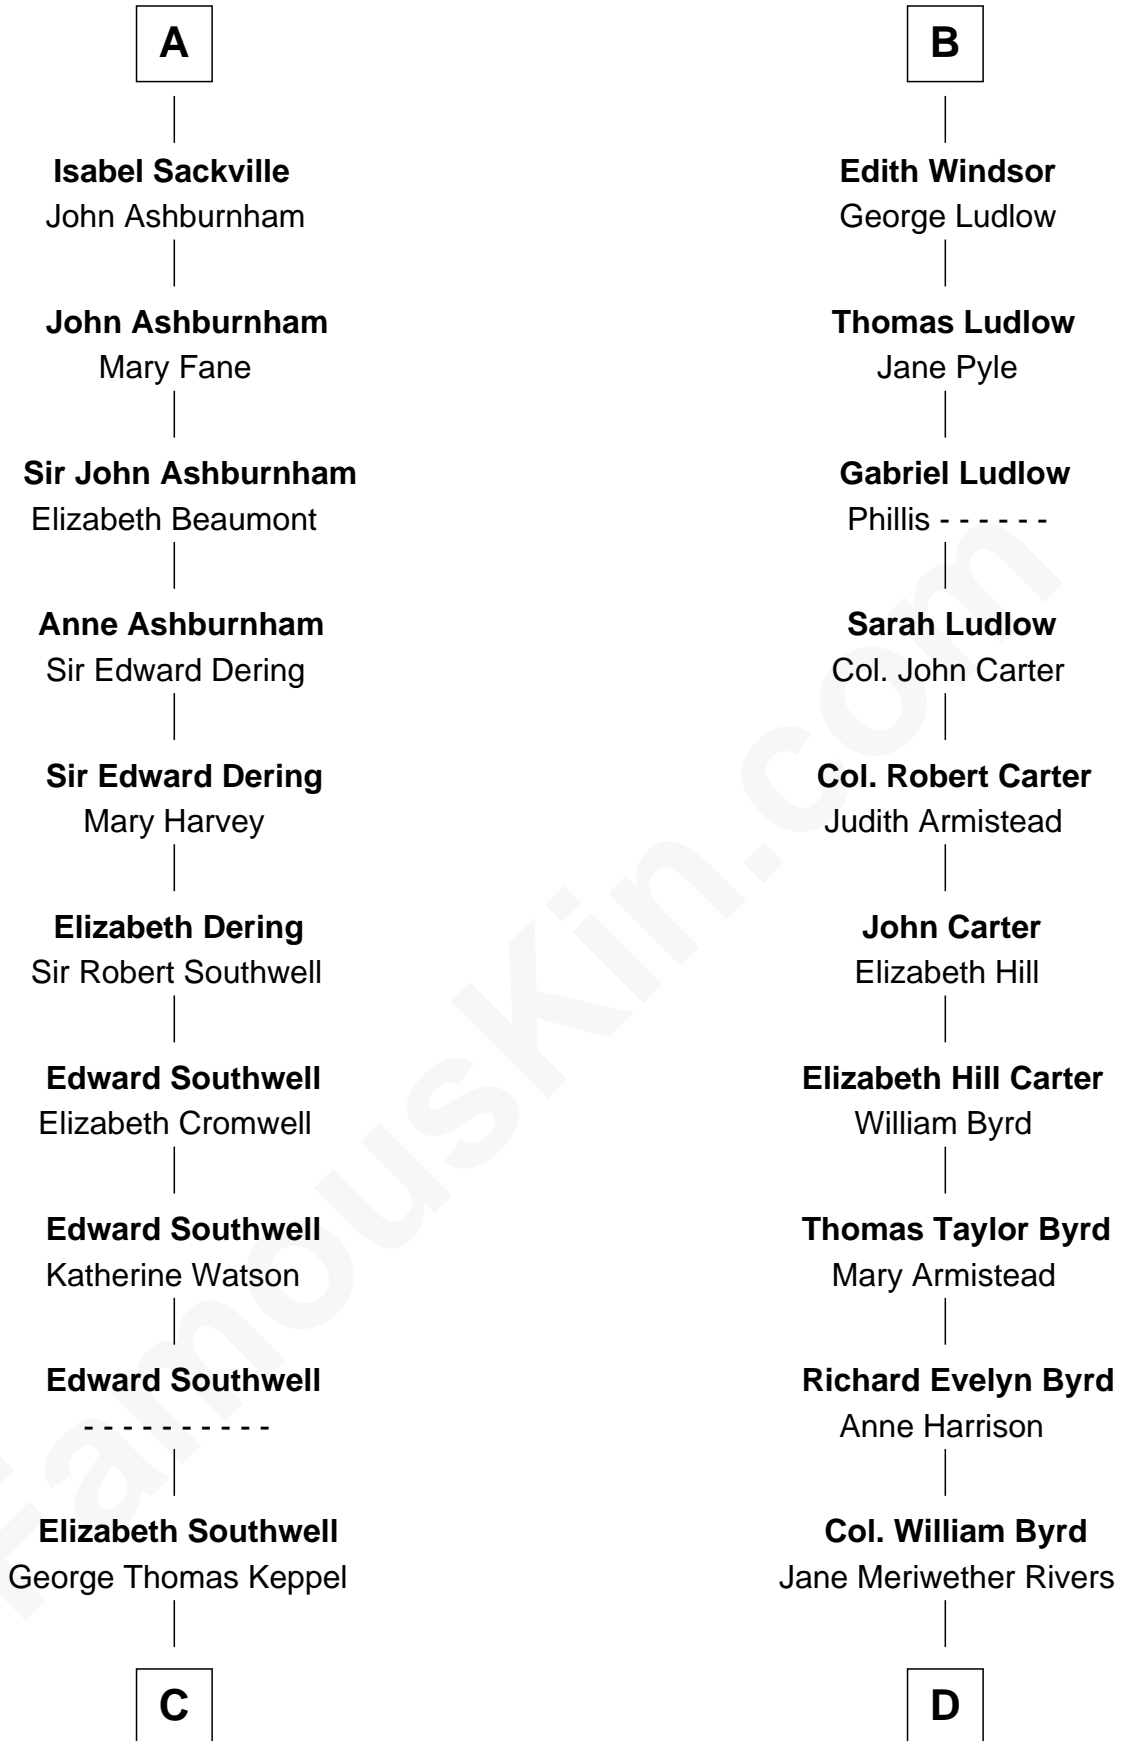 A
Isabel Sackville
John Ashburnham
John Ashburnham
Mary Fane
Sir John Ashburnham
Elizabeth Beaumont
Anne Ashburnham
Sir Edward Dering
Sir Edward Dering
Mary Harvey
Elizabeth Dering
Sir Robert Southwell
Edward Southwell
Elizabeth Cromwell
Edward Southwell
Katherine Watson
Edward Southwell
- - - - - - - - - -
Elizabeth Southwell
George Thomas Keppel
C
B
Edith Windsor
George Ludlow
Thomas Ludlow
Jane Pyle
Gabriel Ludlow
Phillis - - - - - -
Sarah Ludlow
Col. John Carter
Col. Robert Carter
Judith Armistead
John Carter
Elizabeth Hill
Elizabeth Hill Carter
William Byrd
Thomas Taylor Byrd
Mary Armistead
Richard Evelyn Byrd
Anne Harrison
Col. William Byrd
Jane Meriwether Rivers
D
FamousKin.com